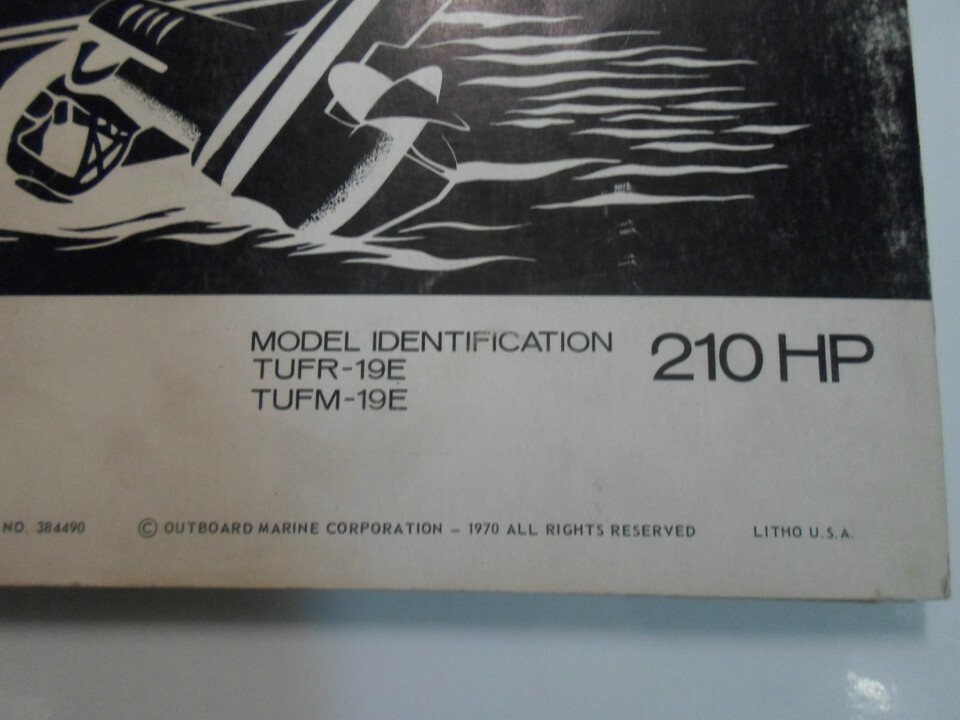 MODEL IDENTIFICATION
TUFR-19E
TUFM-19E
210 HP
NO. 384490
© OUTBOARD MARINE CORPORATION – 1970 ALL RIGHTS RESERVED
LITHO U.S.A.